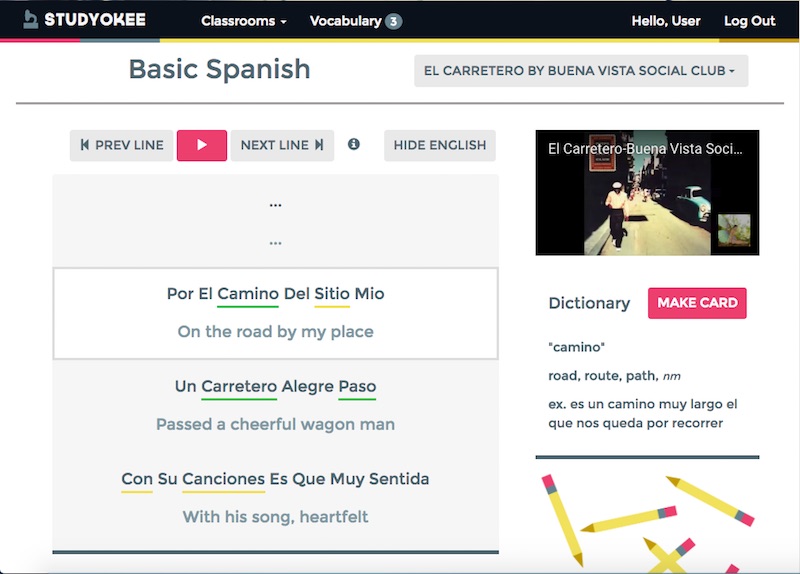 STUDYOKEE Classrooms Vocabulary 3 Hello, User Log Out
Basic Spanish
EL CARRETERO BY BUENA VISTA SOCIAL CLUB
PREV LINE NEXT LINE HIDE ENGLISH
...
...
Por El Camino Del Sitio Mio
On the road by my place
Un Carretero Alegre Paso
Passed a cheerful wagon man
Con Su Canciones Es Que Muy Sentida
With his song, heartfelt
El Carretero-Buena Vista Soci...
Dictionary MAKE CARD
"camino"
road, route, path, nm
ex. es un camino muy largo el
que nos queda por recorrer